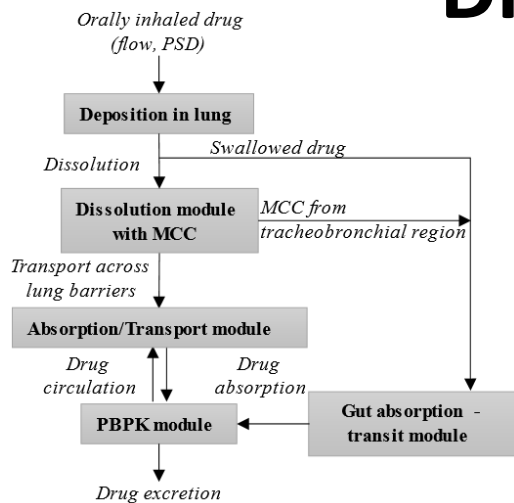 Orally inhaled drug
(flow, PSD)
Deposition in lung
Swallowed drug
Dissolution
Dissolution module
with MCC
MCC from
tracheobronchial region
Transport across
lung barriers
Absorption/Transport module
Drug
circulation
Drug
absorption
PBPK module
Gut absorption -
transit module
Drug excretion